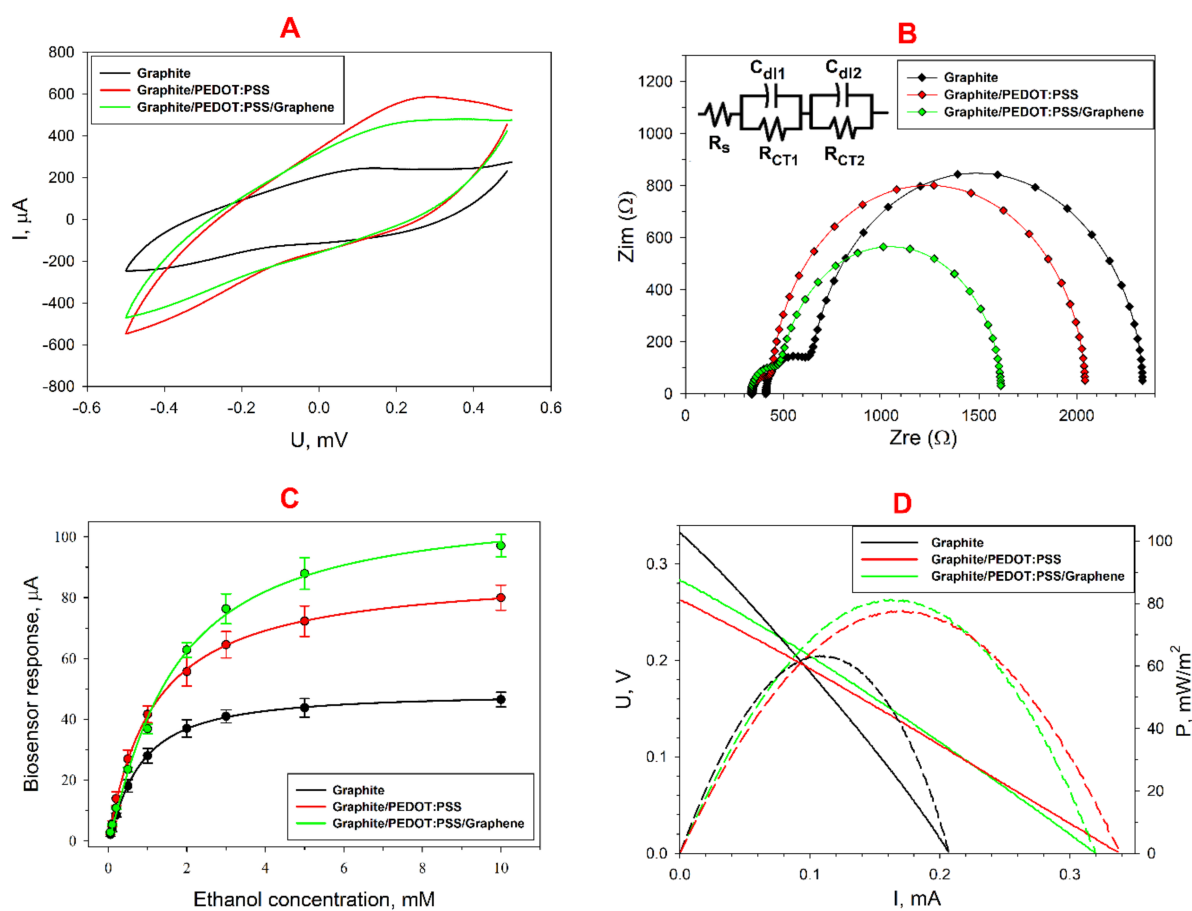 A
800
600
400
200
0
-200
-400
-600
-800
I, μA
Graphite
Graphite/PEDOT:PSS
Graphite/PEDOT:PSS/Graphene
-0.6 -0.4 -0.2 0.0 0.2 0.4 0.6
U, mV
B
1200
1000
800
600
400
200
0
Zim (Ω)
Cdl1 Cdl2
RS
RCT1 RCT2
Graphite
Graphite/PEDOT:PSS
Graphite/PEDOT:PSS/Graphene
0 500 1000 1500 2000
Zre (Ω)
C
100
80
60
40
20
0
Biosensor response, μA
Graphite
Graphite/PEDOT:PSS
Graphite/PEDOT:PSS/Graphene
0 2 4 6 8 10
Ethanol concentration, mM
D
0.3
0.2
0.1
0.0
U, V
Graphite
Graphite/PEDOT:PSS
Graphite/PEDOT:PSS/Graphene
100
80
60
40
20
0
P, mW/m²
0.0 0.1 0.2 0.3
I, mA